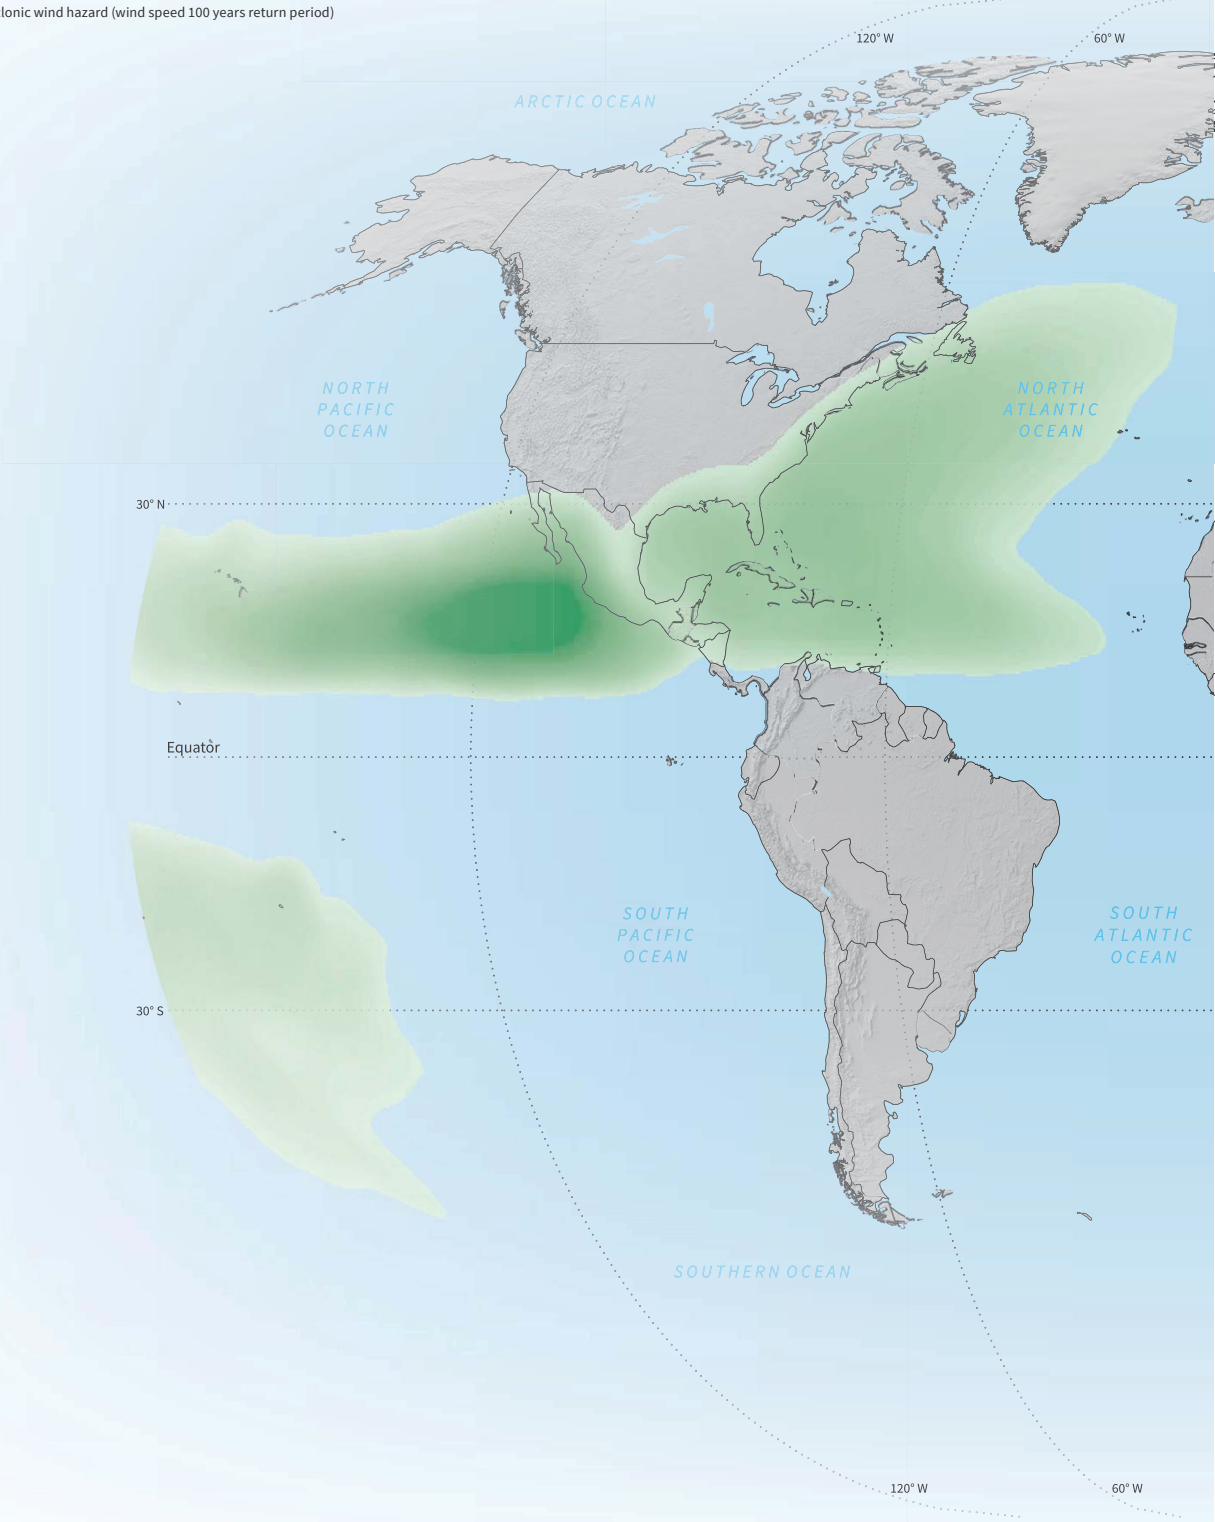 clonic wind hazard (wind speed 100 years return period)
120° W
60° W
ARCTIC OCEAN
NORTH
PACIFIC
OCEAN
NORTH
ATLANTIC
OCEAN
30° N
Equator
SOUTH
PACIFIC
OCEAN
SOUTH
ATLANTIC
OCEAN
30° S
SOUTHERN OCEAN
120° W
60° W